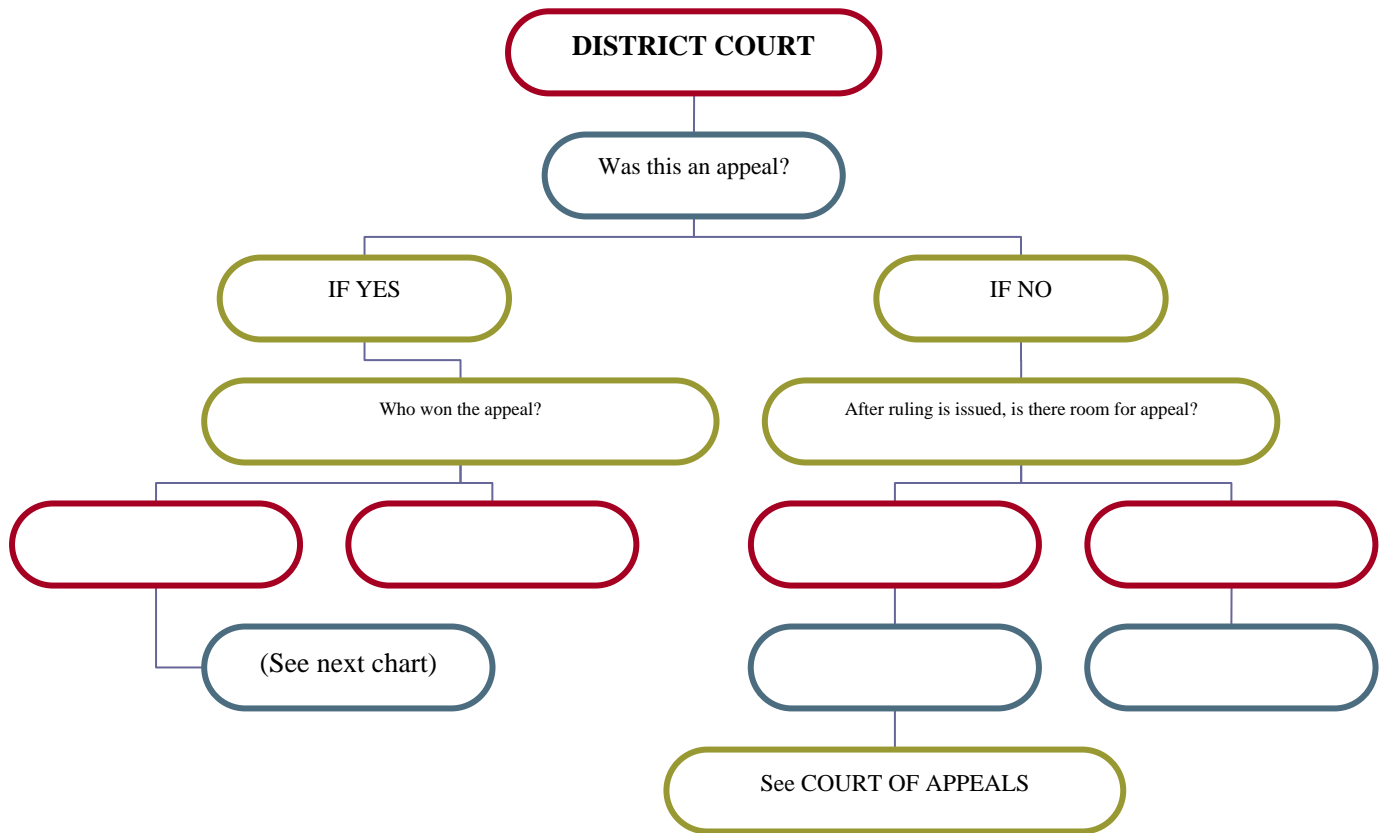 DISTRICT COURT
Was this an appeal?
IF YES
IF NO
Who won the appeal?
After ruling is issued, is there room for appeal?
(See next chart)
See COURT OF APPEALS